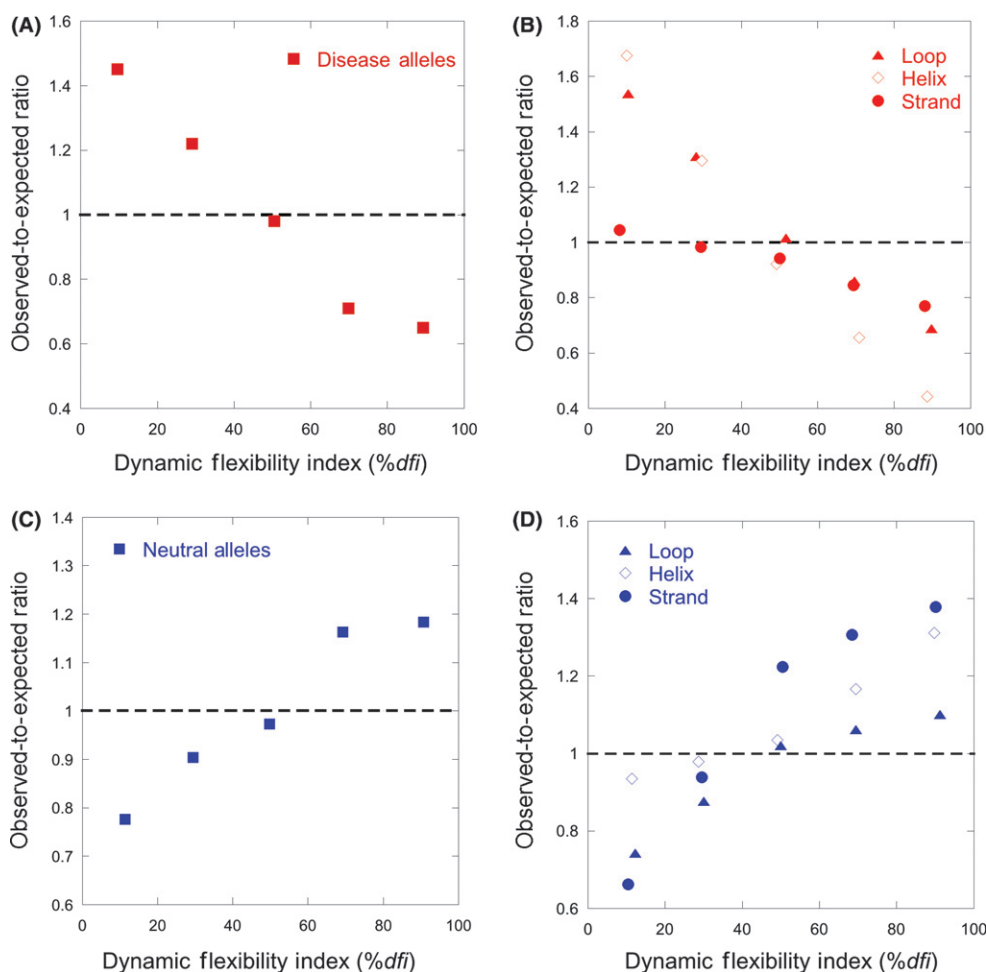 (A)
1.6
1.4
1.2
1
0.8
0.6
0.4
Observed-to-expected ratio
Disease alleles
0 20 40 60 80 100
Dynamic flexibility index (%dfi)
(B)
1.8
1.6
1.4
1.2
1
0.8
0.6
0.4
Observed-to-expected ratio
Loop
Helix
Strand
0 20 40 60 80 100
Dynamic flexibility index (%dfi)
(C)
1.4
1.3
1.2
1.1
1
0.9
0.8
0.7
0.6
Observed-to-expected ratio
Neutral alleles
0 20 40 60 80 100
Dynamic flexibility index (%dfi)
(D)
1.6
1.4
1.2
1
0.8
0.6
Observed-to-expected ratio
Loop
Helix
Strand
0 20 40 60 80 100
Dynamic flexibility index (%dfi)